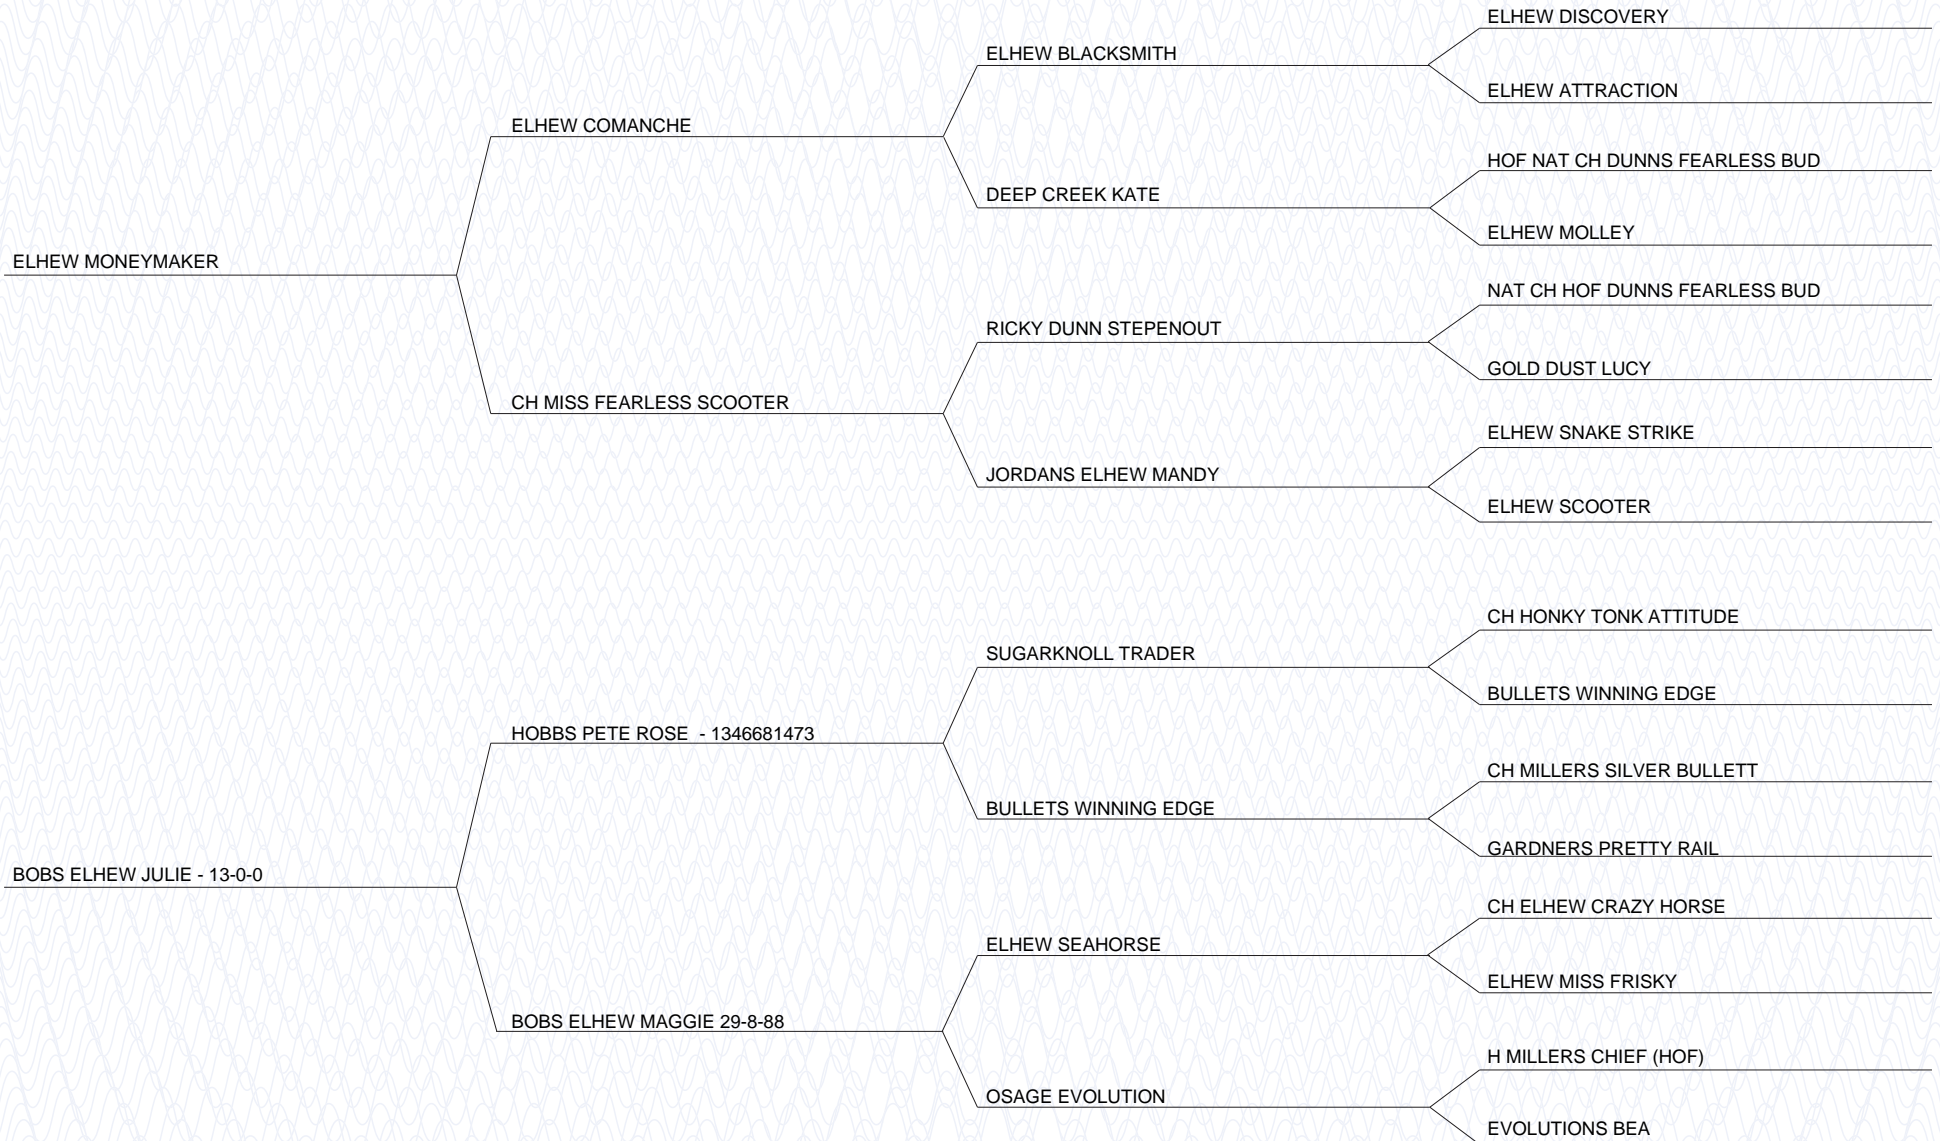 ELHEW DISCOVERY
ELHEW BLACKSMITH
ELHEW ATTRACTION
ELHEW COMANCHE
HOF NAT CH DUNNS FEARLESS BUD
DEEP CREEK KATE
ELHEW MOLLEY
ELHEW MONEYMAKER
NAT CH HOF DUNNS FEARLESS BUD
RICKY DUNN STEPENOUT
GOLD DUST LUCY
CH MISS FEARLESS SCOOTER
ELHEW SNAKE STRIKE
JORDANS ELHEW MANDY
ELHEW SCOOTER
CH HONKY TONK ATTITUDE
SUGARKNOLL TRADER
BULLETS WINNING EDGE
HOBBS PETE ROSE - 1346681473
CH MILLERS SILVER BULLETT
BULLETS WINNING EDGE
GARDNERS PRETTY RAIL
BOBS ELHEW JULIE - 13-0-0
CH ELHEW CRAZY HORSE
ELHEW SEAHORSE
ELHEW MISS FRISKY
BOBS ELHEW MAGGIE 29-8-88
H MILLERS CHIEF (HOF)
OSAGE EVOLUTION
EVOLUTIONS BEA